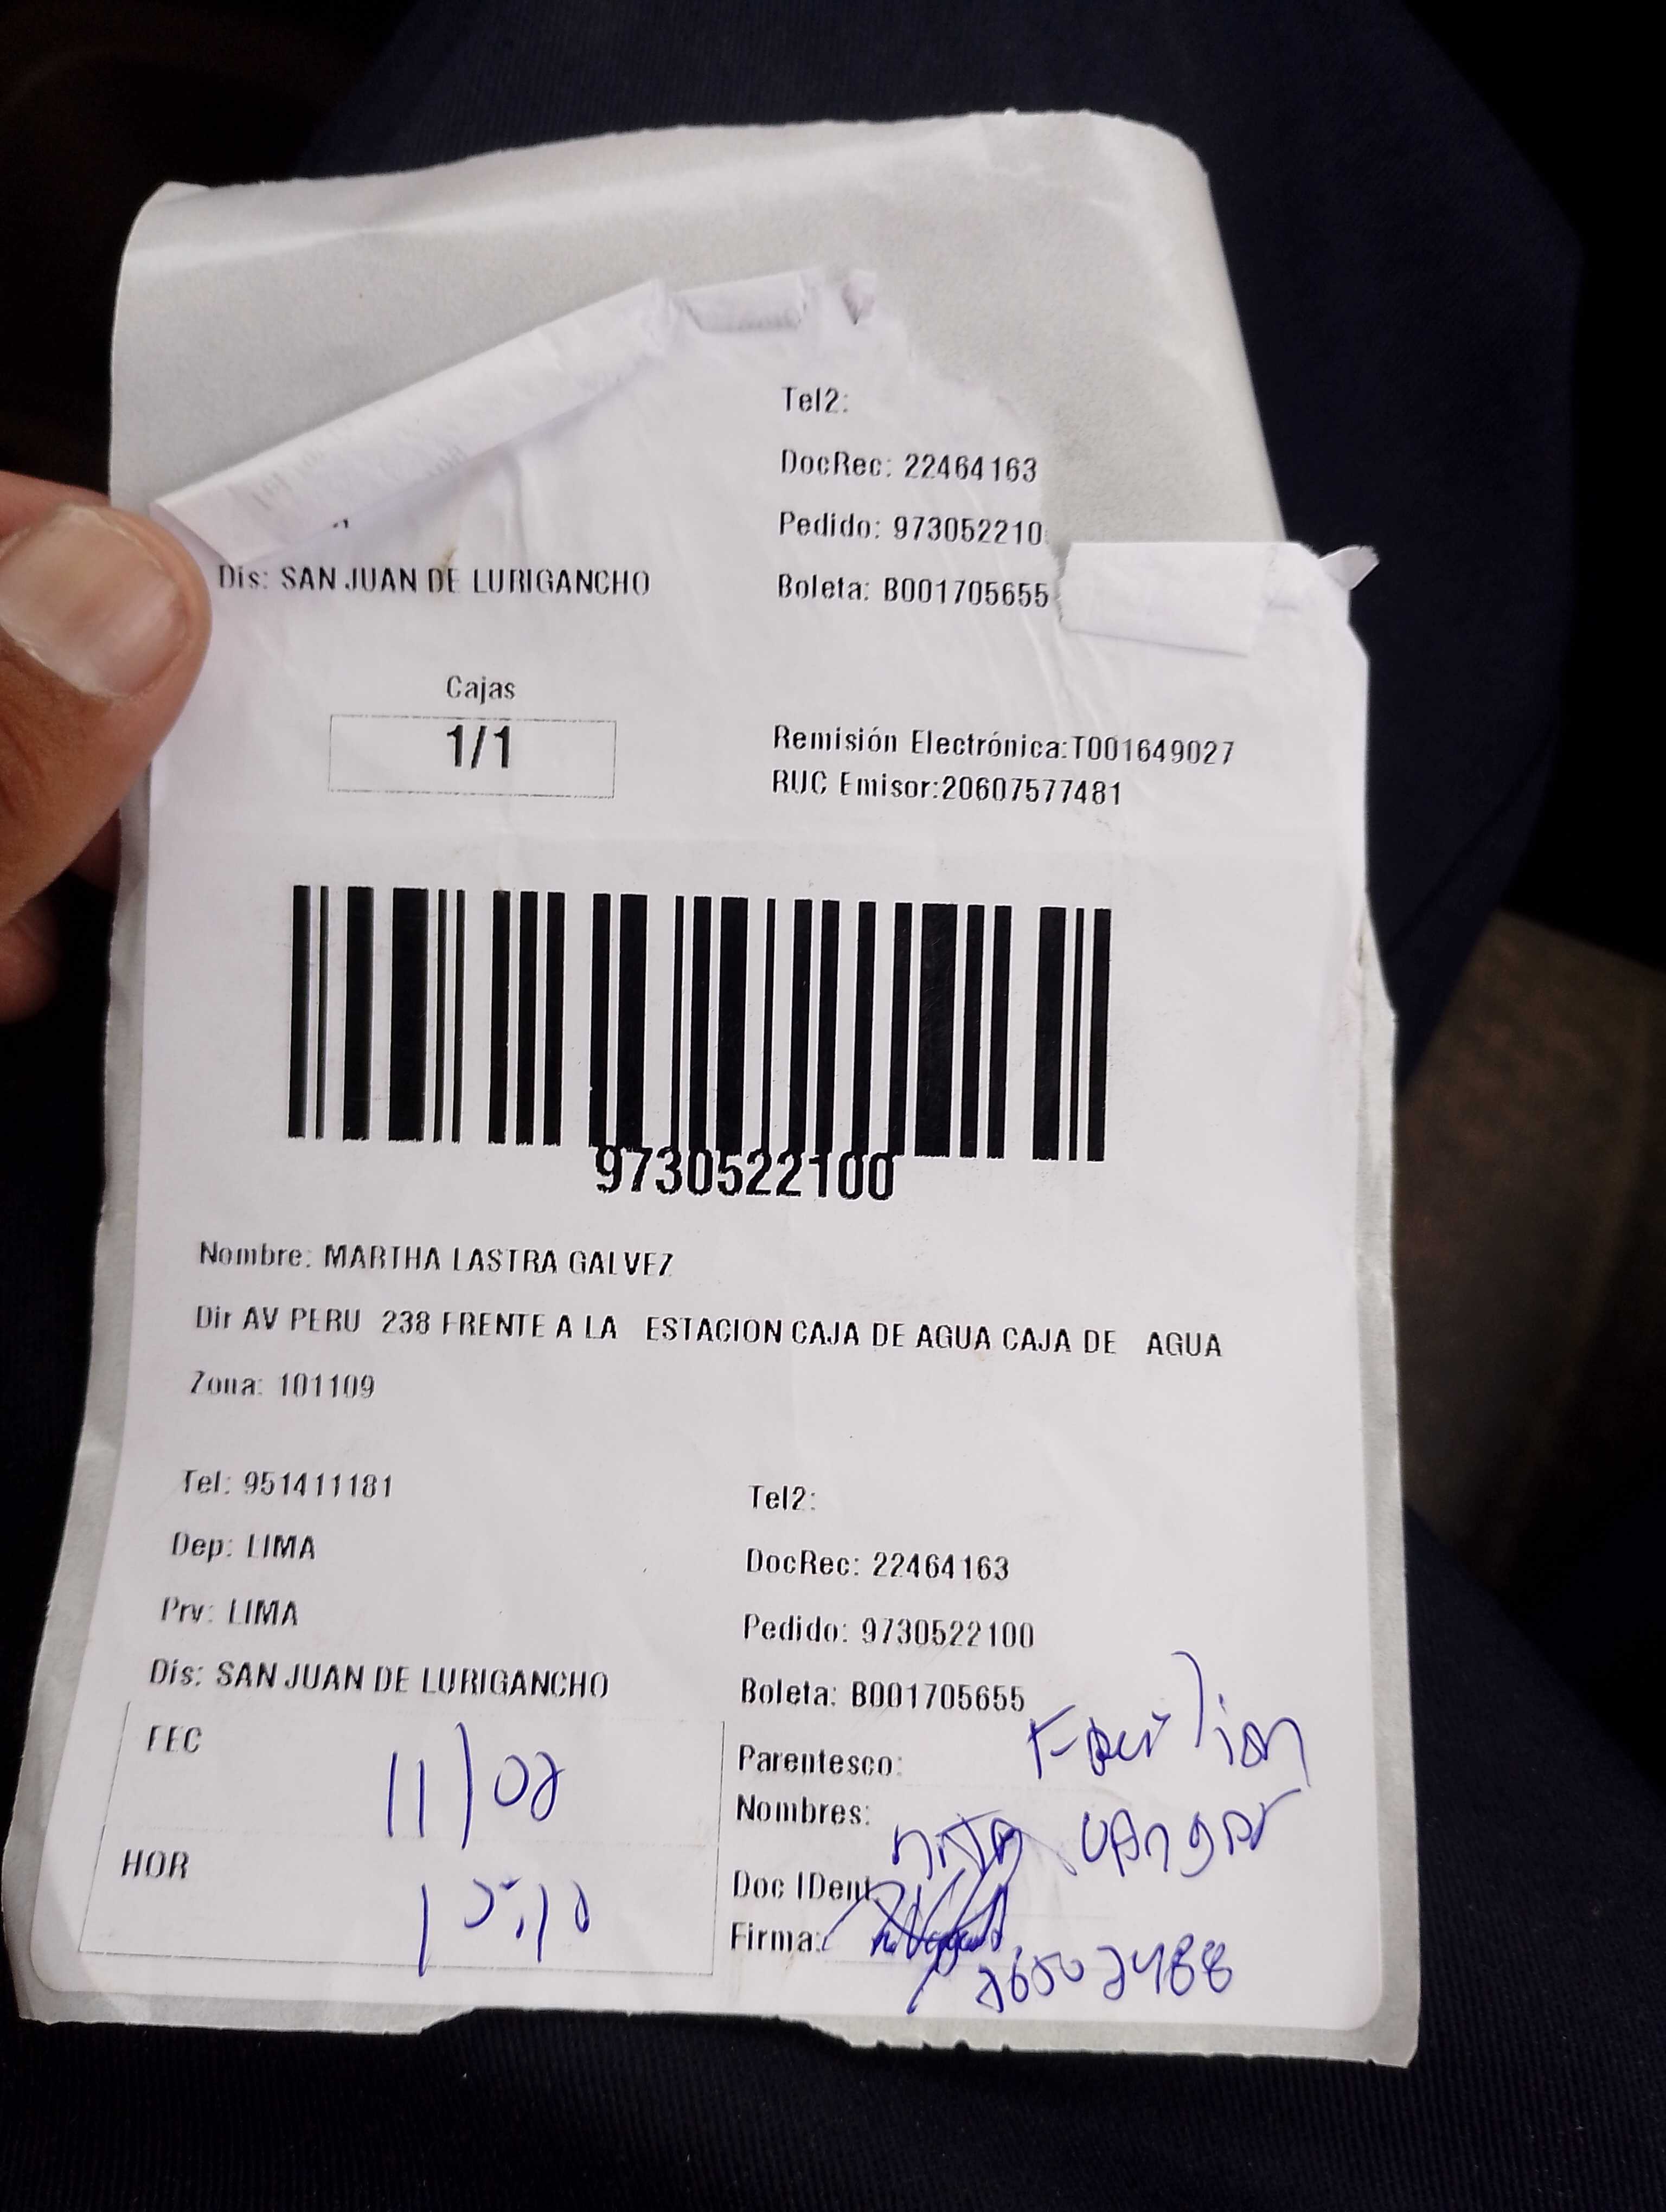 Tel2:
DocRec: 22464163
Pedido: 973052210
Dis: SAN JUAN DE LURIGANCHO
Boleta: B001705655
Cajas
1/1
Remisión Electrónica:T001649027
RUC Emisor:20607577481
9730522100
Nombre: MARTHA LASTRA GALVEZ
Dir AV PERU 238 FRENTE A LA ESTACION CAJA DE AGUA CAJA DE AGUA
Zona: 101109
Tel: 951411181
Tel2:
Dep: LIMA
DocRec: 22464163
Prv: LIMA
Pedido: 9730522100
Dis: SAN JUAN DE LURIGANCHO
Boleta: B001705655
FEC 11/02
Parentesco:
Nombres:
HOR 15:10
Doc IDent
Firma: